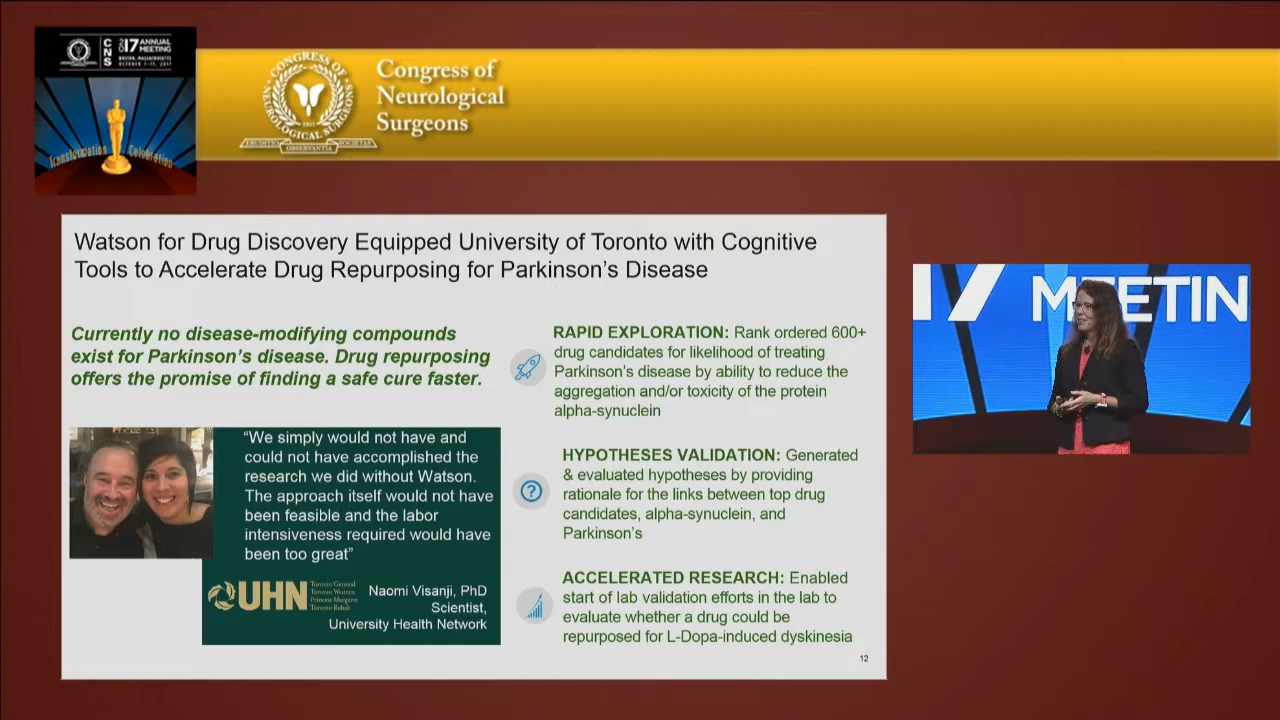 CNS
2017 ANNUAL
MEETING
BOSTON, MASSACHUSETTS
OCTOBER 7-11, 2017
Transformation
Celebration
CONGRESS OF
NEUROLOGICAL SURGEONS
1951
ERUDITIO
OBSERVANTIA
SOCIETAS
Congress of
Neurological
Surgeons
Watson for Drug Discovery Equipped University of Toronto with Cognitive
Tools to Accelerate Drug Repurposing for Parkinson's Disease
Currently no disease-modifying compounds
exist for Parkinson's disease. Drug repurposing
offers the promise of finding a safe cure faster.
"We simply would not have and
could not have accomplished the
research we did without Watson.
The approach itself would not have
been feasible and the labor
intensiveness required would have
been too great"
UHN
Toronto General
Toronto Western
Princess Margaret
Toronto Rehab
Naomi Visanji, PhD
Scientist,
University Health Network
RAPID EXPLORATION: Rank ordered 600+
drug candidates for likelihood of treating
Parkinson's disease by ability to reduce the
aggregation and/or toxicity of the protein
alpha-synuclein
HYPOTHESES VALIDATION: Generated
& evaluated hypotheses by providing
rationale for the links between top drug
candidates, alpha-synuclein, and
Parkinson's
ACCELERATED RESEARCH: Enabled
start of lab validation efforts in the lab to
evaluate whether a drug could be
repurposed for L-Dopa-induced dyskinesia
12
17 MEETIN